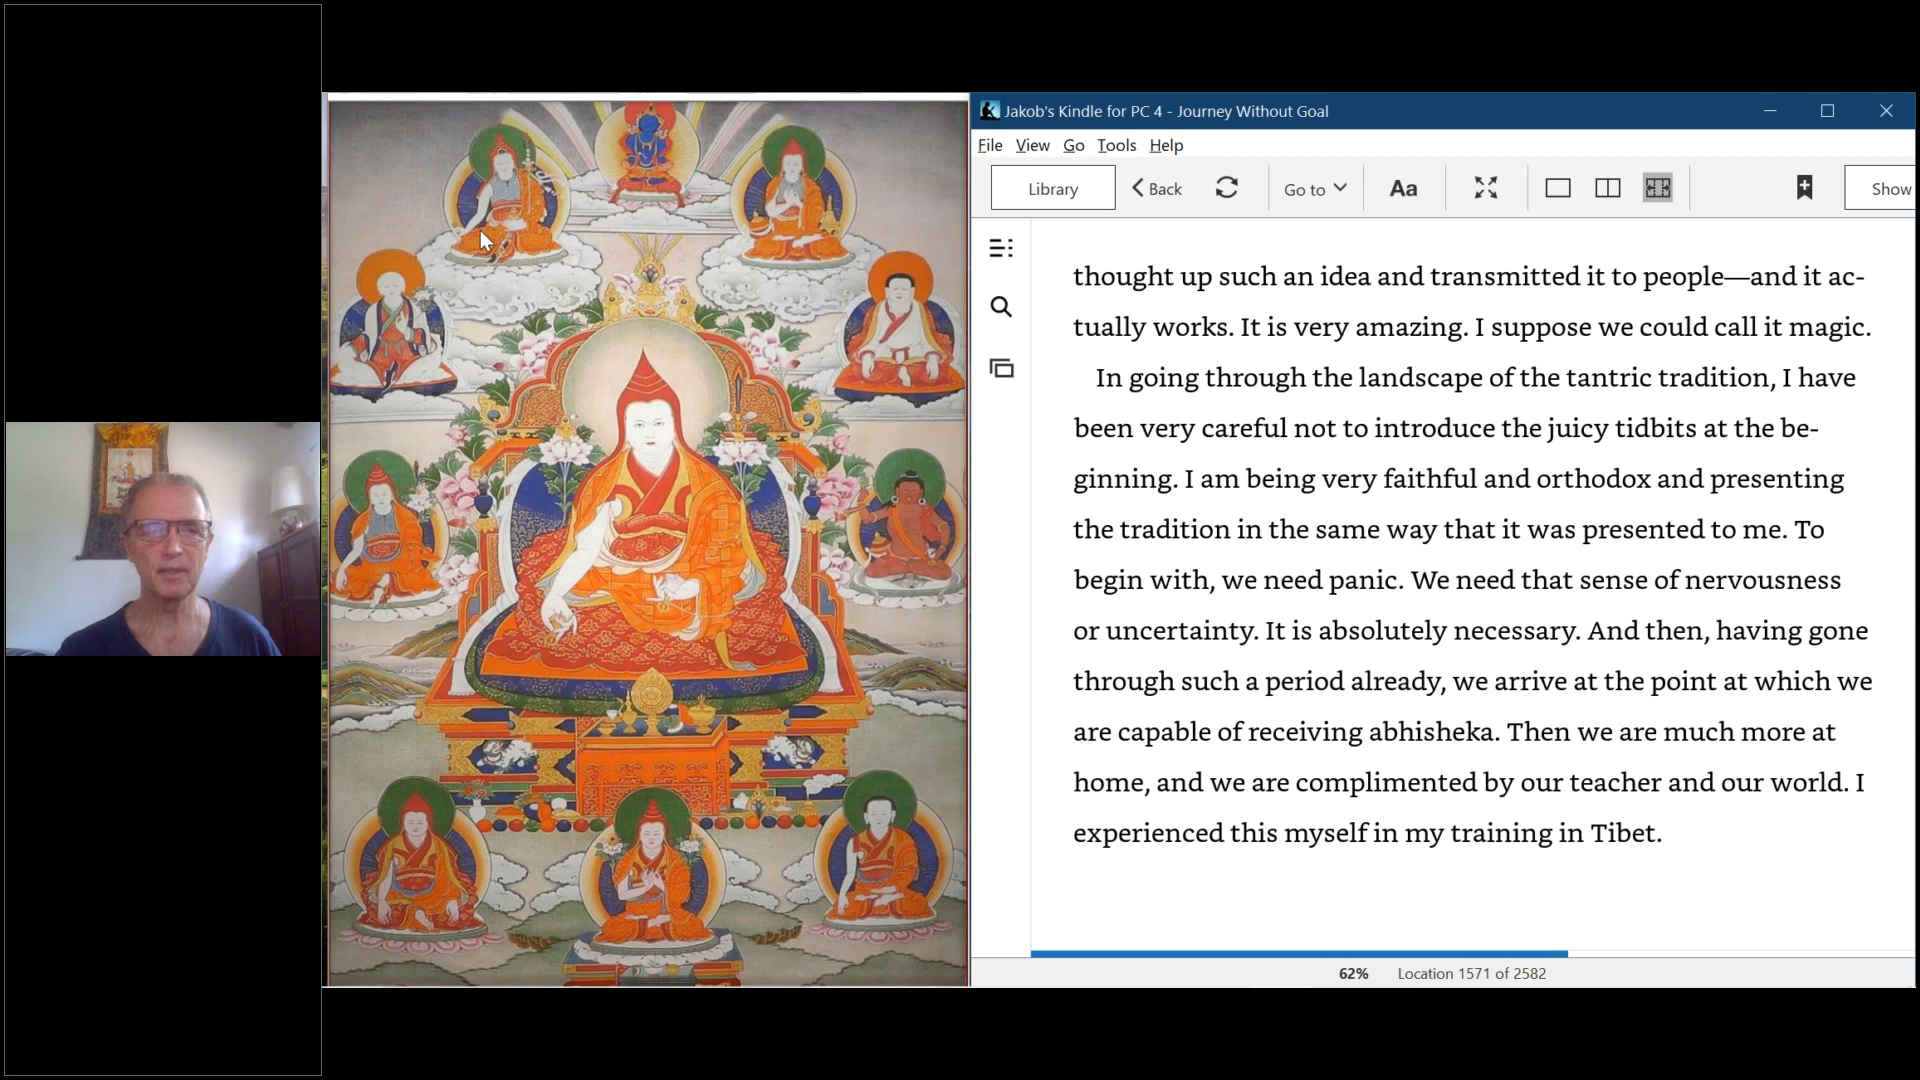 Jakob's Kindle for PC 4 - Journey Without Goal
File View Go Tools Help
Library Back Go to Aa Show
thought up such an idea and transmitted it to people—and it ac-
tually works. It is very amazing. I suppose we could call it magic.
In going through the landscape of the tantric tradition, I have
been very careful not to introduce the juicy tidbits at the be-
ginning. I am being very faithful and orthodox and presenting
the tradition in the same way that it was presented to me. To
begin with, we need panic. We need that sense of nervousness
or uncertainty. It is absolutely necessary. And then, having gone
through such a period already, we arrive at the point at which we
are capable of receiving abhisheka. Then we are much more at
home, and we are complimented by our teacher and our world. I
experienced this myself in my training in Tibet.
62% Location 1571 of 2582